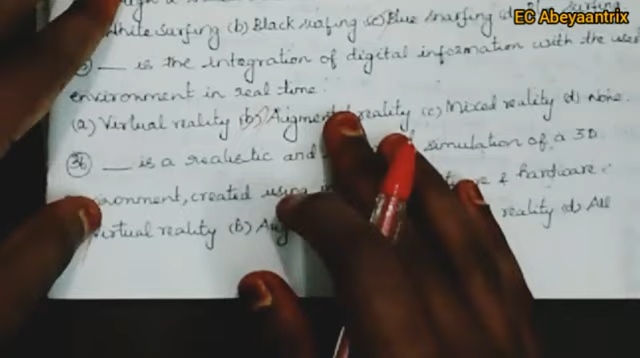 EC Abeyaantrix
White surfing (b) Black surfing (c) Blue snarfing (d)
is the integration of digital information with the user
environment in real time.
(a) Virtual reality (b) Augmented reality (c) Mixed reality (d) None.
(36) ___ is a realistic and simulation of a 3D
created using & hardware.
Virtual reality (b) reality (d) All